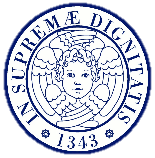 IN SUPREMÆ DIGNITATIS
· 1343 ·